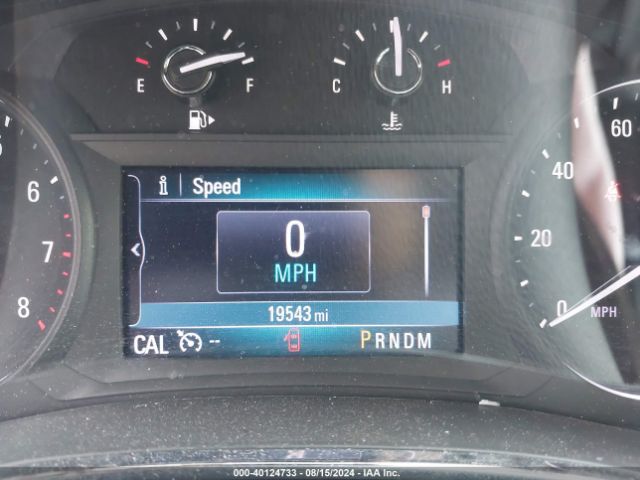 E F
C H
i Speed
0
MPH
19543 mi
CAL -- PRNDM
6
7
8
60
40
20
0
MPH
000-40124733 - 08/15/2024 - IAA Inc.